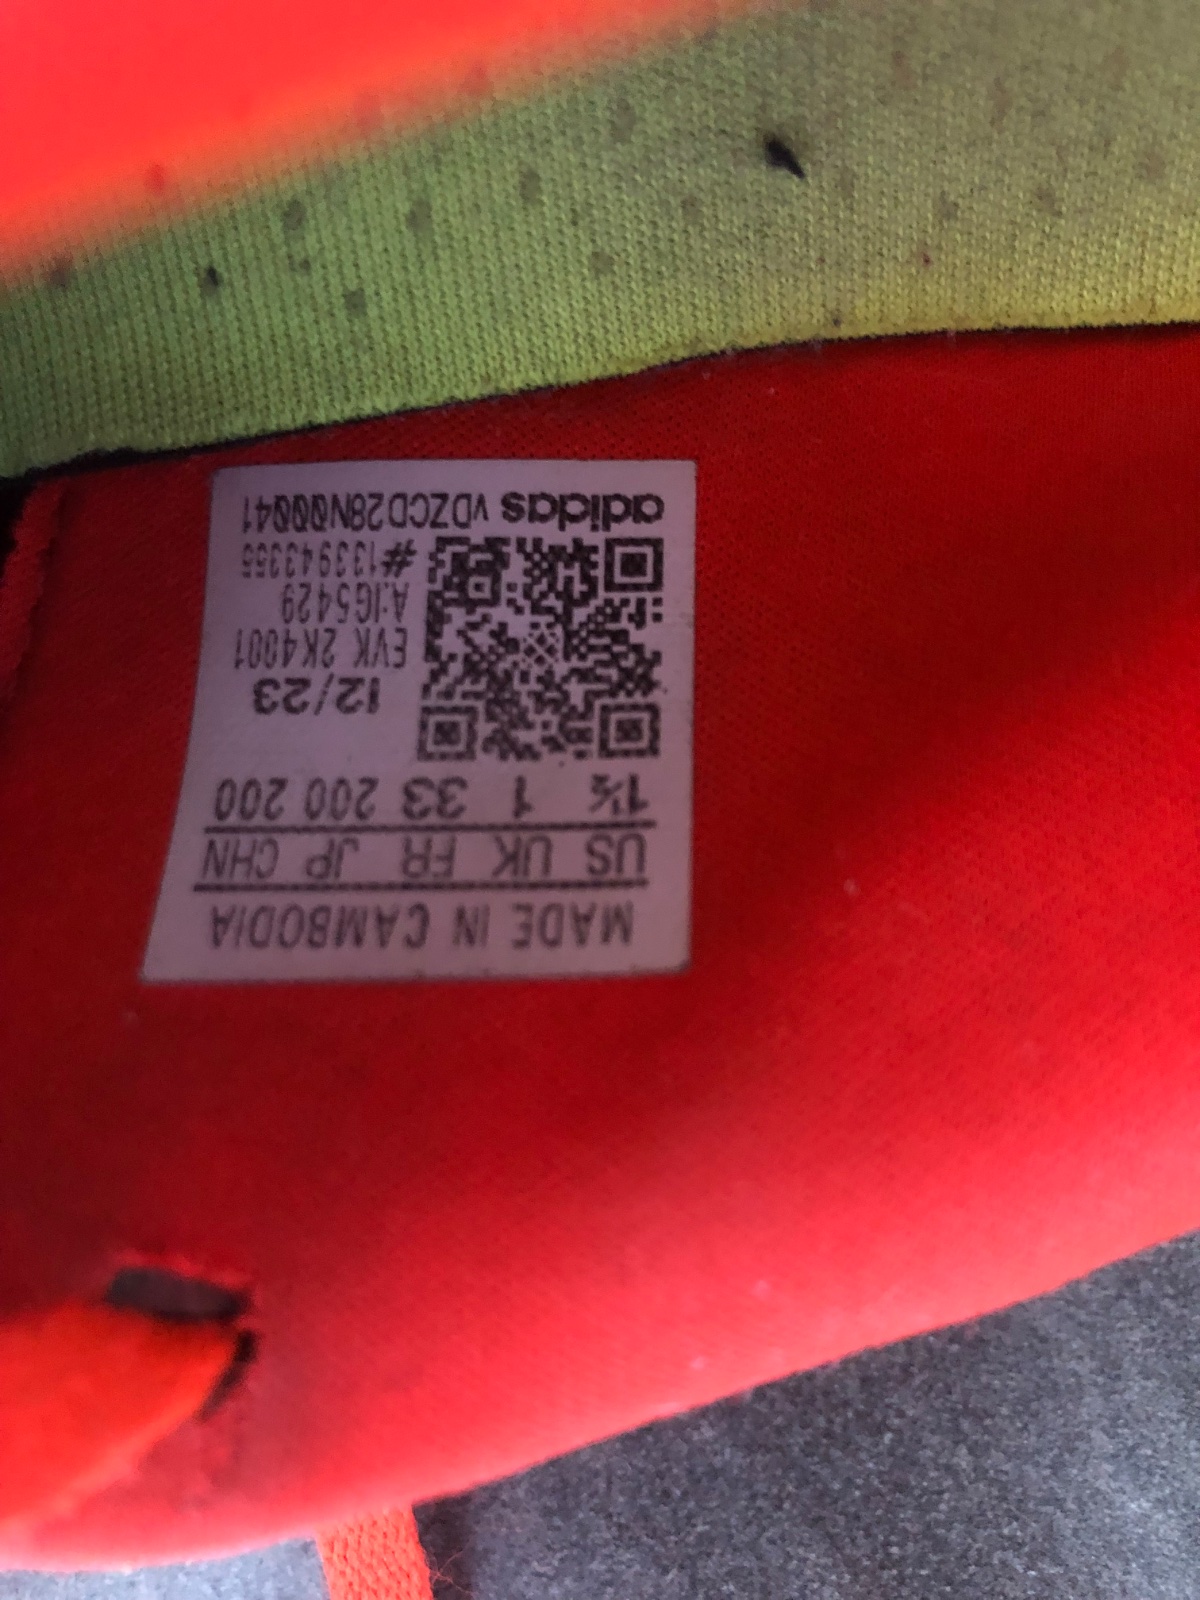 MADE IN CAMBODIA
US UK FR JP CHN
1½ 1 33 200 200
12/23
EVK 2K4001
A:IG5429
#133943355
adidas vDZCD28N00041